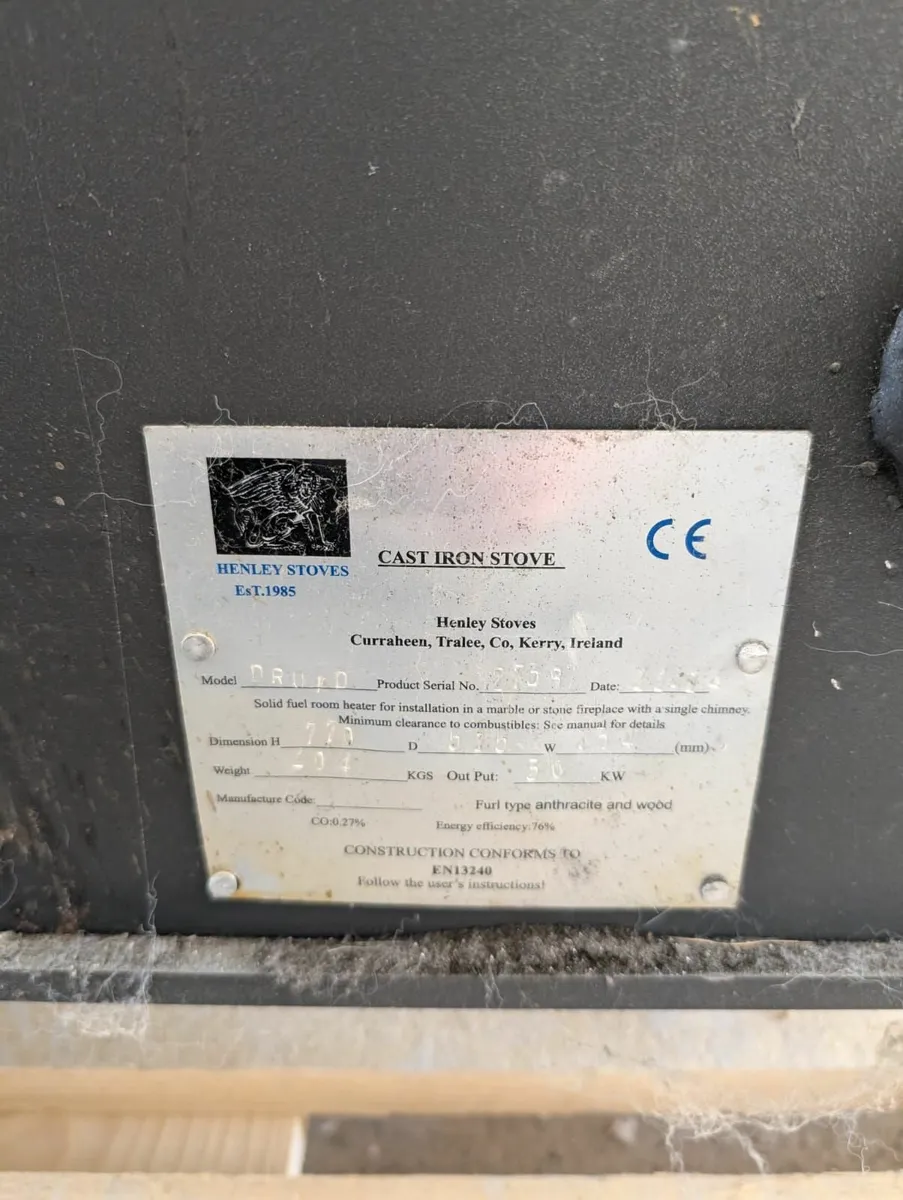 HENLEY STOVES
EsT.1985
CAST IRON STOVE
CE
Henley Stoves
Curraheen, Tralee, Co, Kerry, Ireland
Model DRUID Product Serial No. Date:
Solid fuel room heater for installation in a marble or stone fireplace with a single chimney.
Minimum clearance to combustibles: See manual for details
Dimension H 770 D W (mm)
Weight KGS Out Put: 50 KW
Manufacture Code: Furl type anthracite and wood
CO:0.27% Energy efficiency:76%
CONSTRUCTION CONFORMS TO
EN13240
Follow the user's instructions!